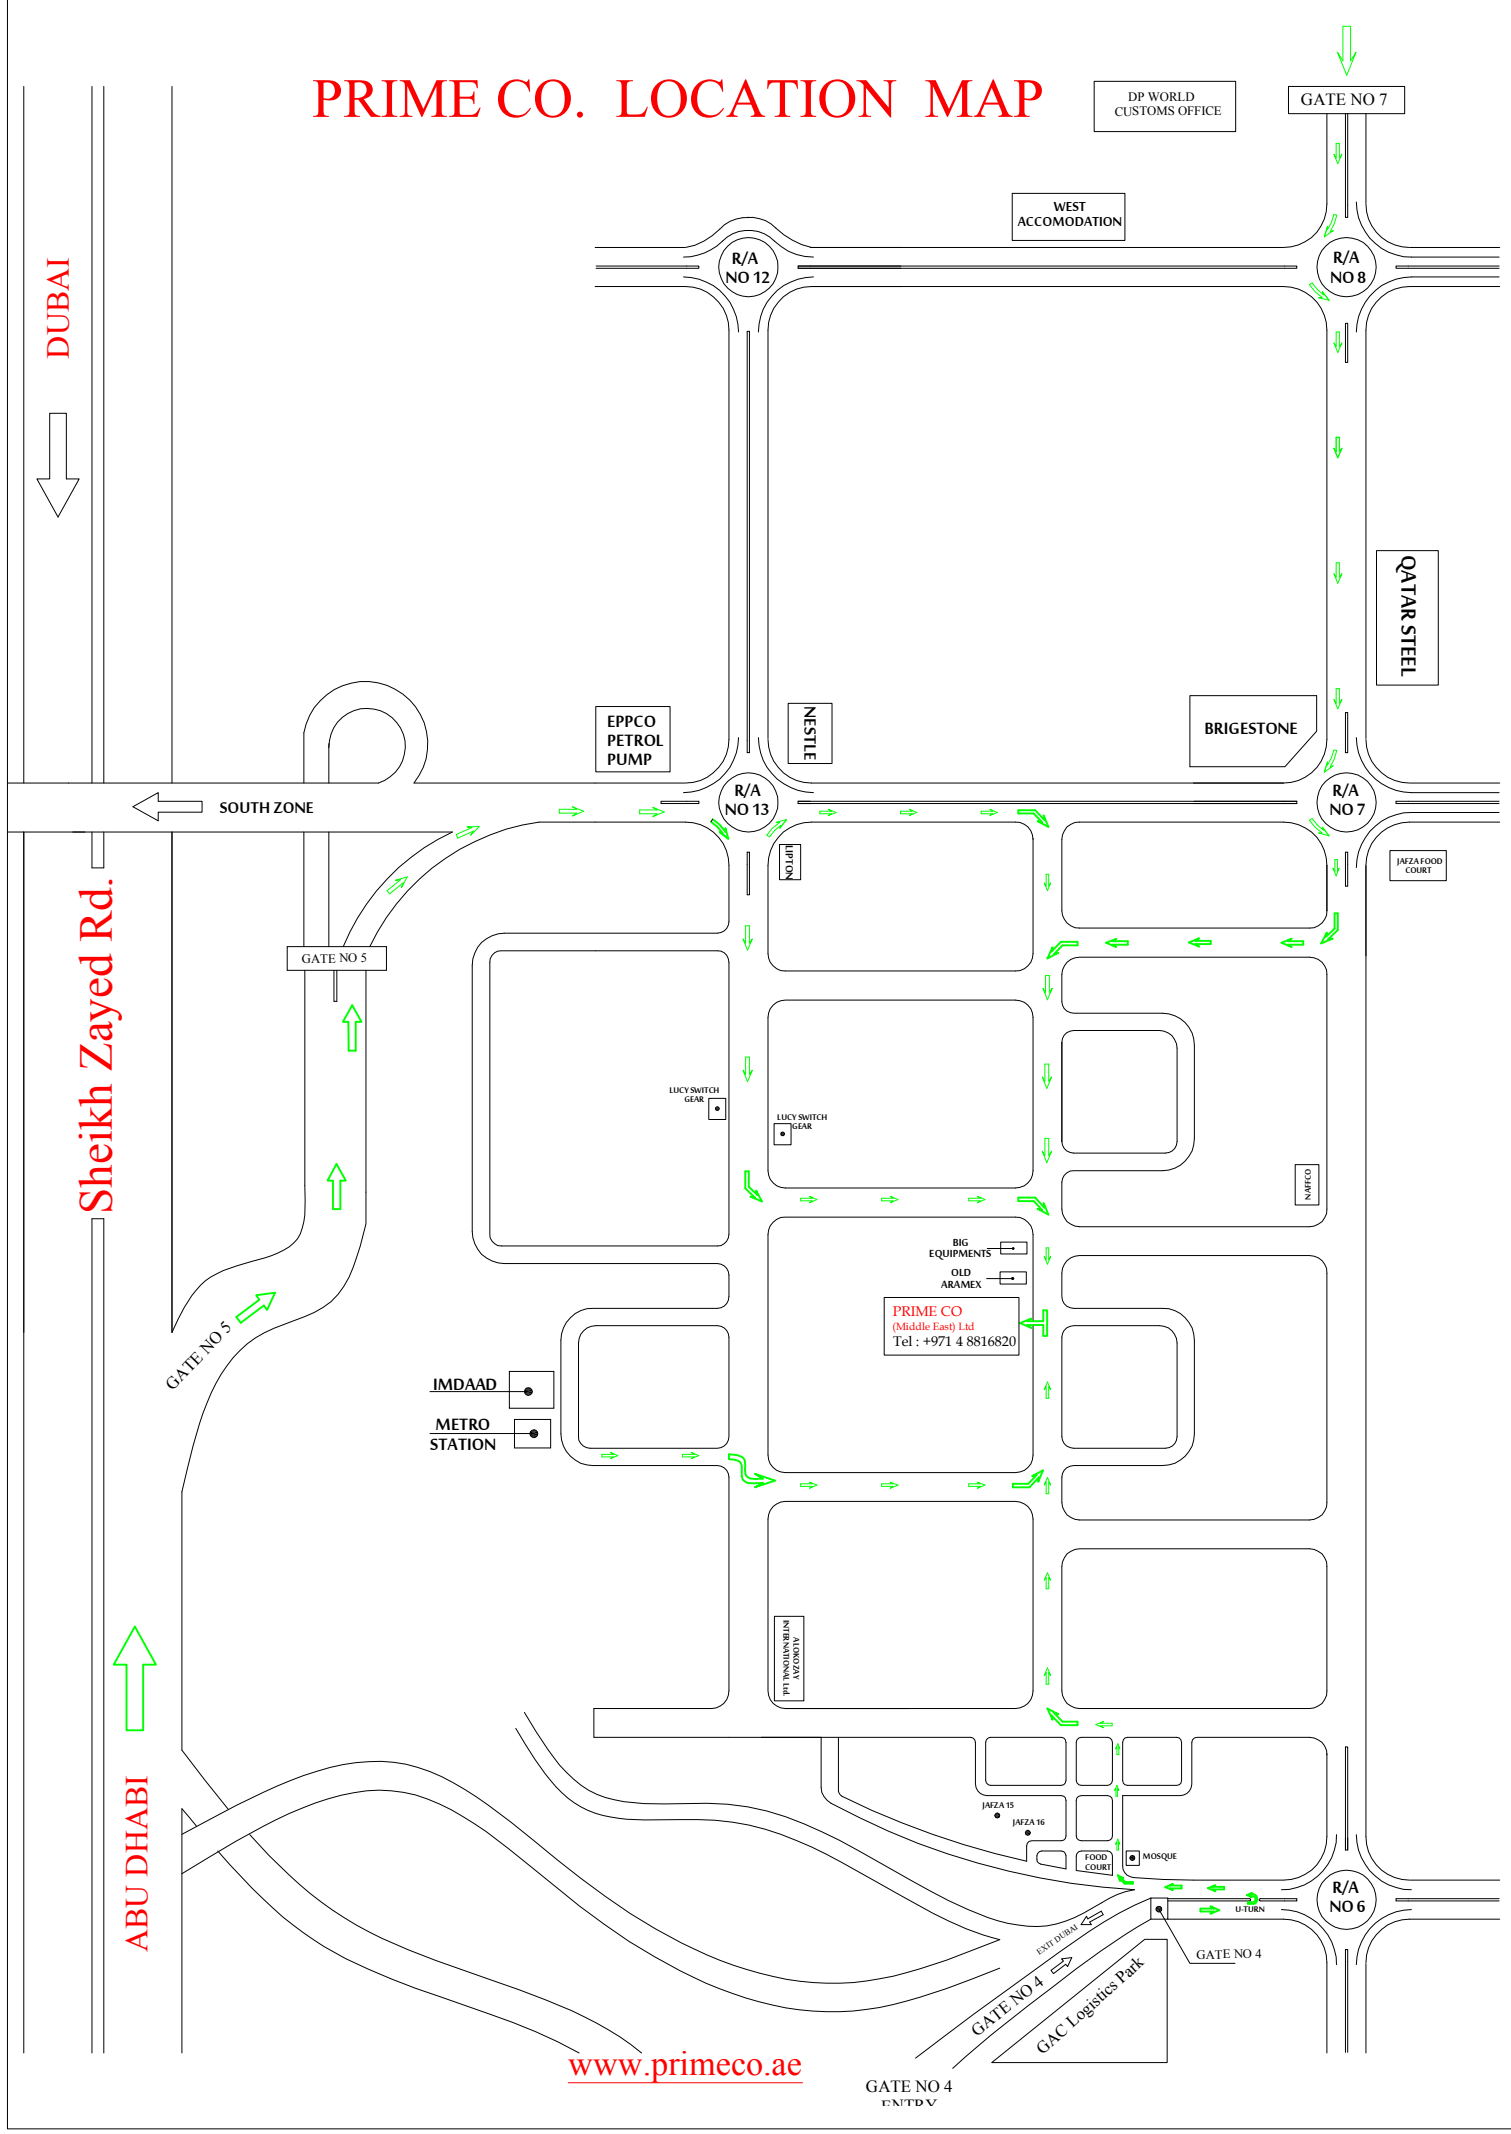 PRIME CO. LOCATION MAP
DP WORLD
CUSTOMS OFFICE
GATE NO 7
WEST
ACCOMODATION
R/A
NO 12
R/A
NO 8
DUBAI
QATAR STEEL
EPPCO
PETROL
PUMP
NESTLE
BRIGESTONE
SOUTH ZONE
R/A
NO 13
R/A
NO 7
LIPTON
JAFZA FOOD
COURT
Sheikh Zayed Rd.
GATE NO 5
LUCY SWITCH
GEAR
LUCY SWITCH
GEAR
NAFFCO
BIG
EQUIPMENTS
OLD
ARAMEX
PRIME CO
(Middle East) Ltd
Tel : +971 4 8816820
GATE NO 5
IMDAAD
METRO
STATION
ALOKOZAY
INTERNATIONAL Ltd.
ABU DHABI
JAFZA 15
JAFZA 16
FOOD
COURT
MOSQUE
R/A
NO 6
U-TURN
EXIT DUBAI
GATE NO 4
GATE NO 4
GAC Logistics Park
www.primeco.ae
GATE NO 4
ENTRY